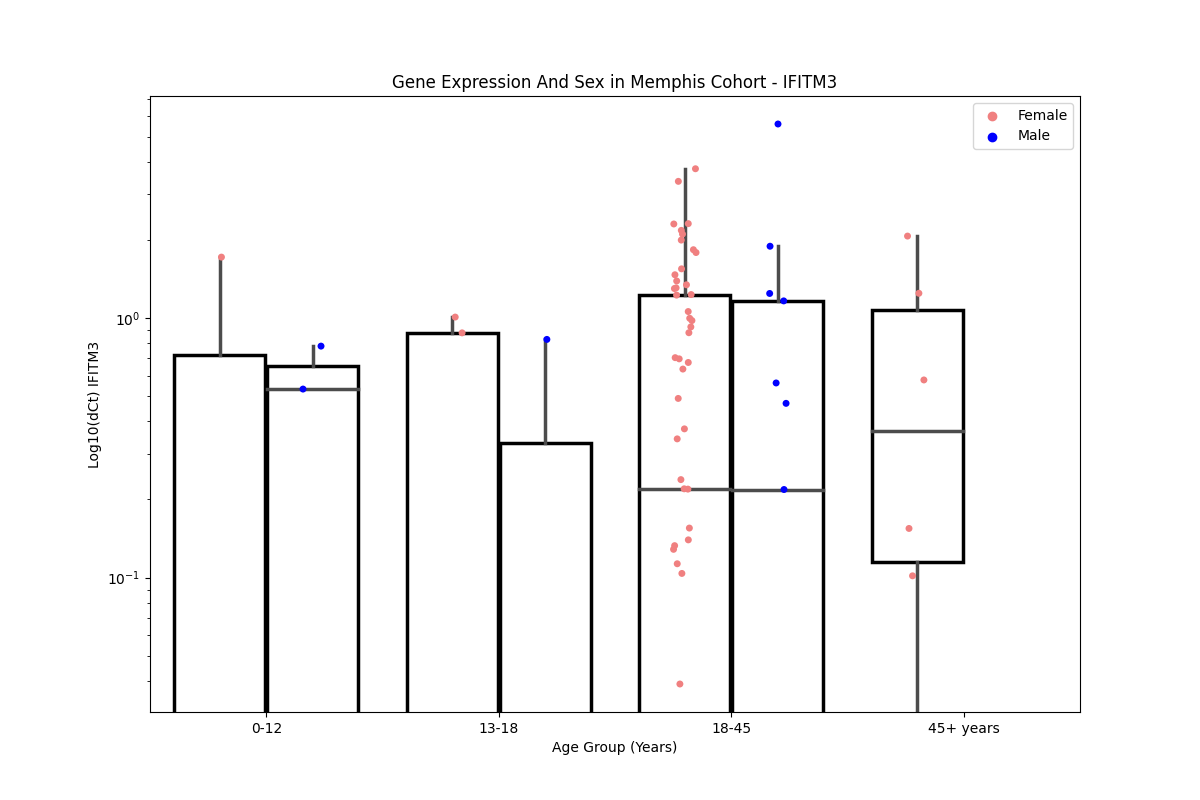 Gene Expression And Sex in Memphis Cohort - IFITM3
Female
Male
Log10(dCt) IFITM3
10⁰
10⁻¹
0-12
13-18
18-45
45+ years
Age Group (Years)